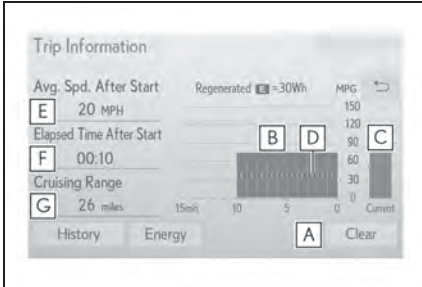 Trip Information
Avg. Spd. After Start
Regenerated E =30Wh
MPG
E
20 MPH
150
120
Elapsed Time After Start
B D C
90
F
00:10
60
Cruising Range
30
G
26 miles
0
15min 10 5 0 Current
History
Energy
A
Clear